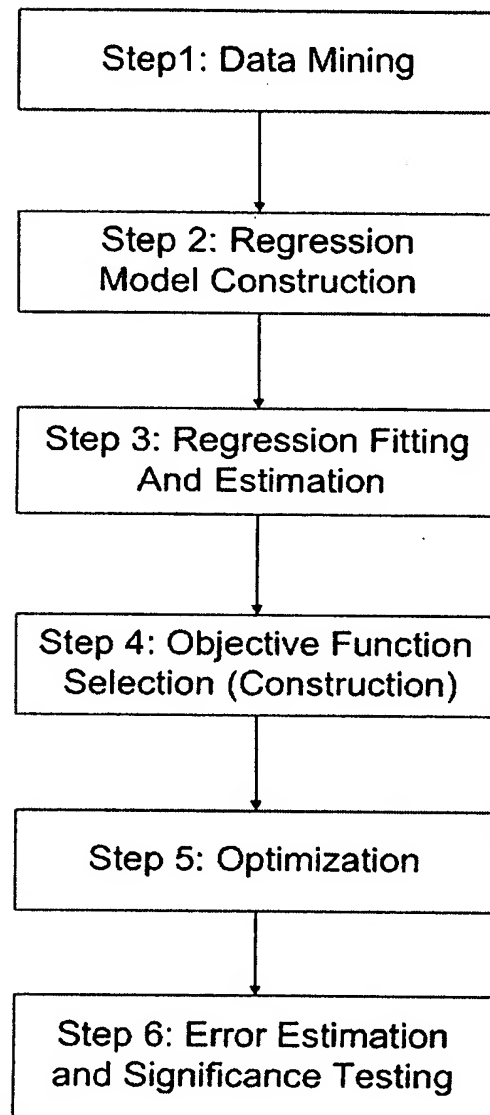 Step1: Data Mining
Step 2: Regression
Model Construction
Step 3: Regression Fitting
And Estimation
Step 4: Objective Function
Selection (Construction)
Step 5: Optimization
Step 6: Error Estimation
and Significance Testing